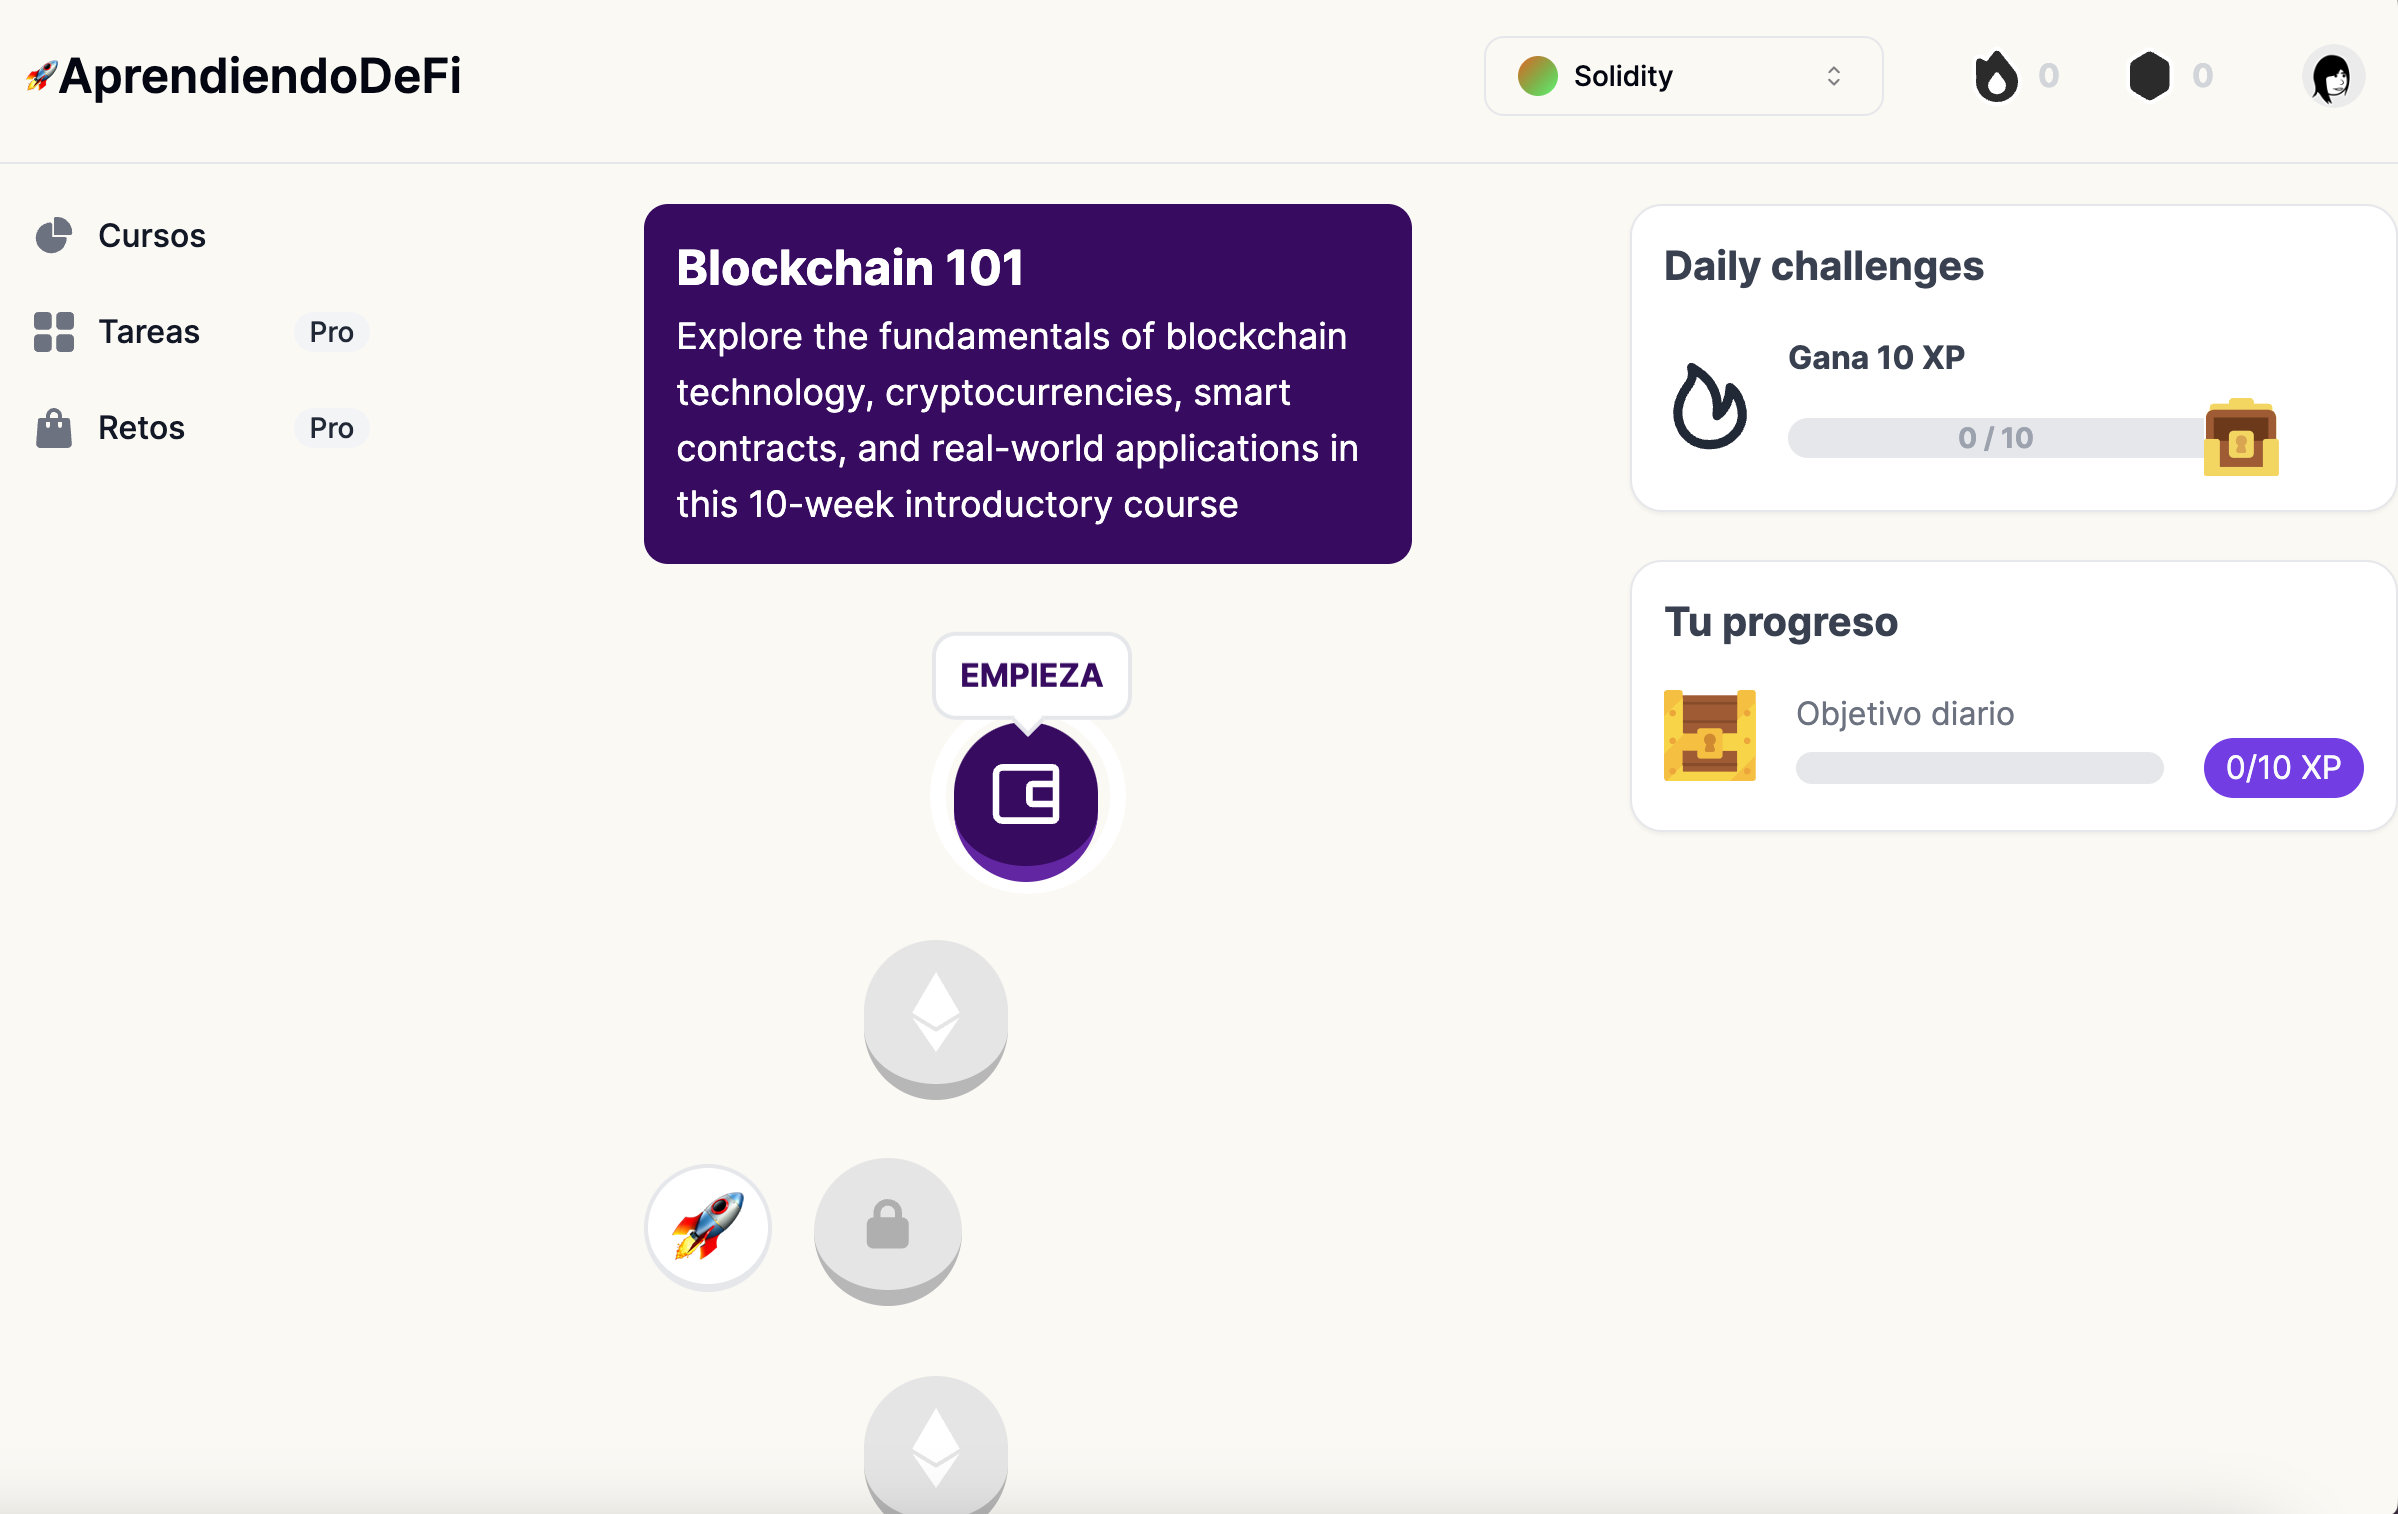 🚀AprendiendoDeFi
Solidity
0
0
Cursos
Tareas
Pro
Retos
Pro
Blockchain 101
Explore the fundamentals of blockchain
technology, cryptocurrencies, smart
contracts, and real-world applications in
this 10-week introductory course
EMPIEZA
Daily challenges
Gana 10 XP
0 / 10
Tu progreso
Objetivo diario
0/10 XP